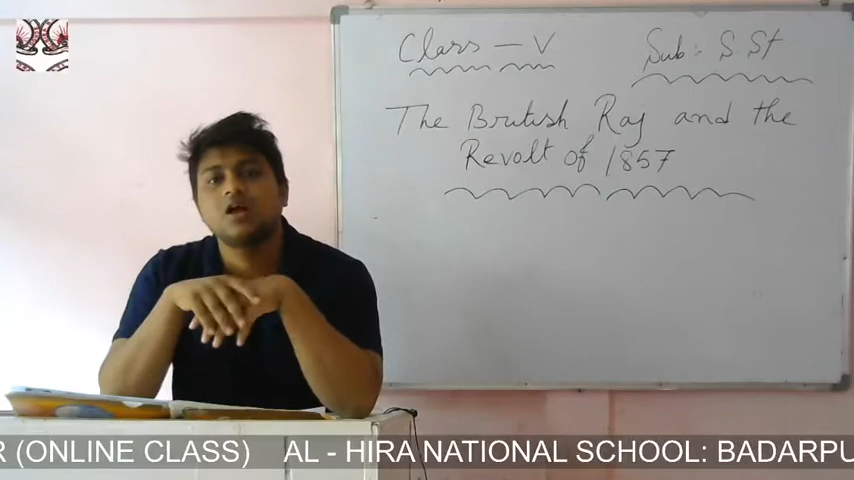 Class - V
Sub:- S.St
The British Raj and the
Revolt of 1857
R (ONLINE CLASS) AL - HIRA NATIONAL SCHOOL: BADARPU